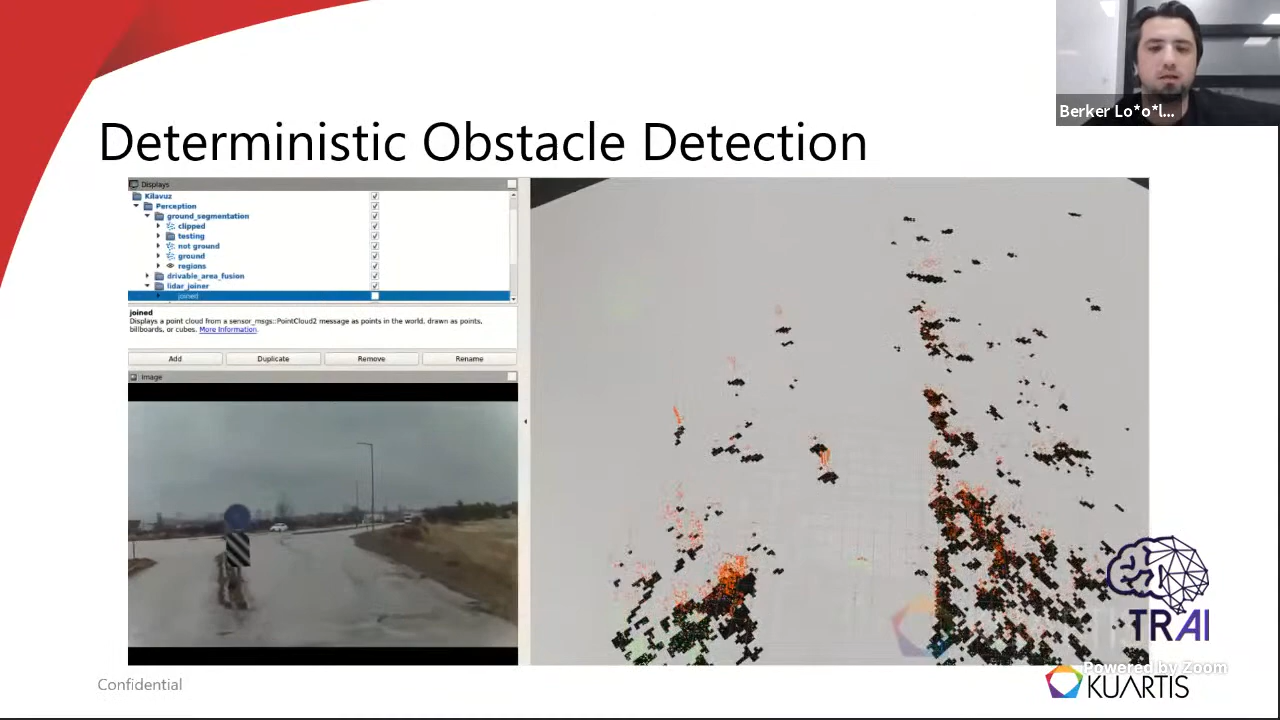 Berker Lo*o*l...
Deterministic Obstacle Detection
Displays
Kilavuz
Perception
ground_segmentation
clipped
testing
not ground
ground
regions
drivable_area_fusion
lidar_joiner
joined
joined
Displays a point cloud from a sensor_msgs::PointCloud2 message as points in the world, drawn as points,
billboards, or cubes. More Information.
Add
Duplicate
Remove
Rename
Image
TRAI
Powered by Zoom
Confidential
KUARTIS